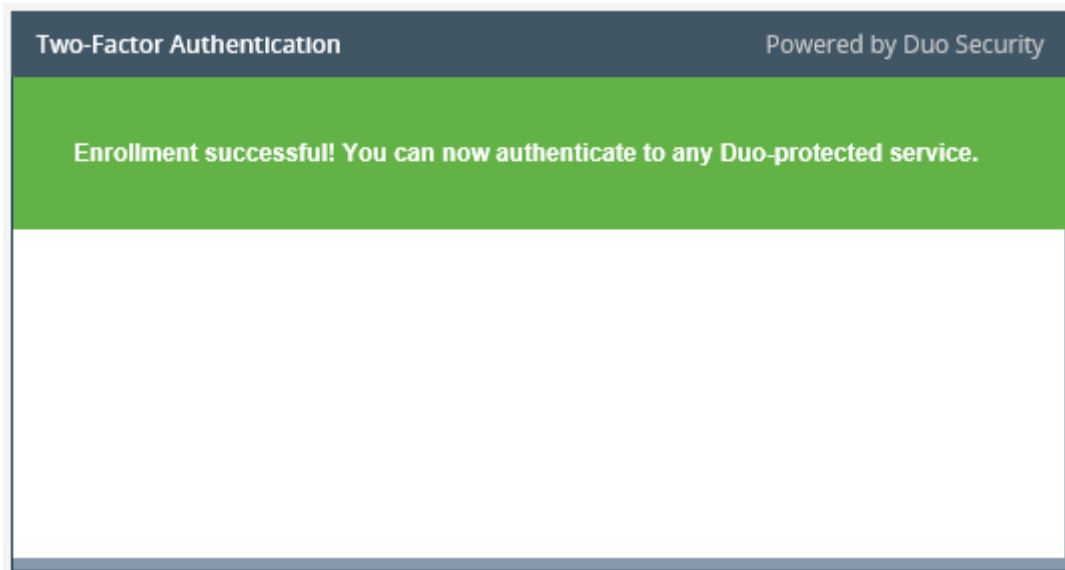 Two-Factor Authentication
Powered by Duo Security
Enrollment successful! You can now authenticate to any Duo-protected service.